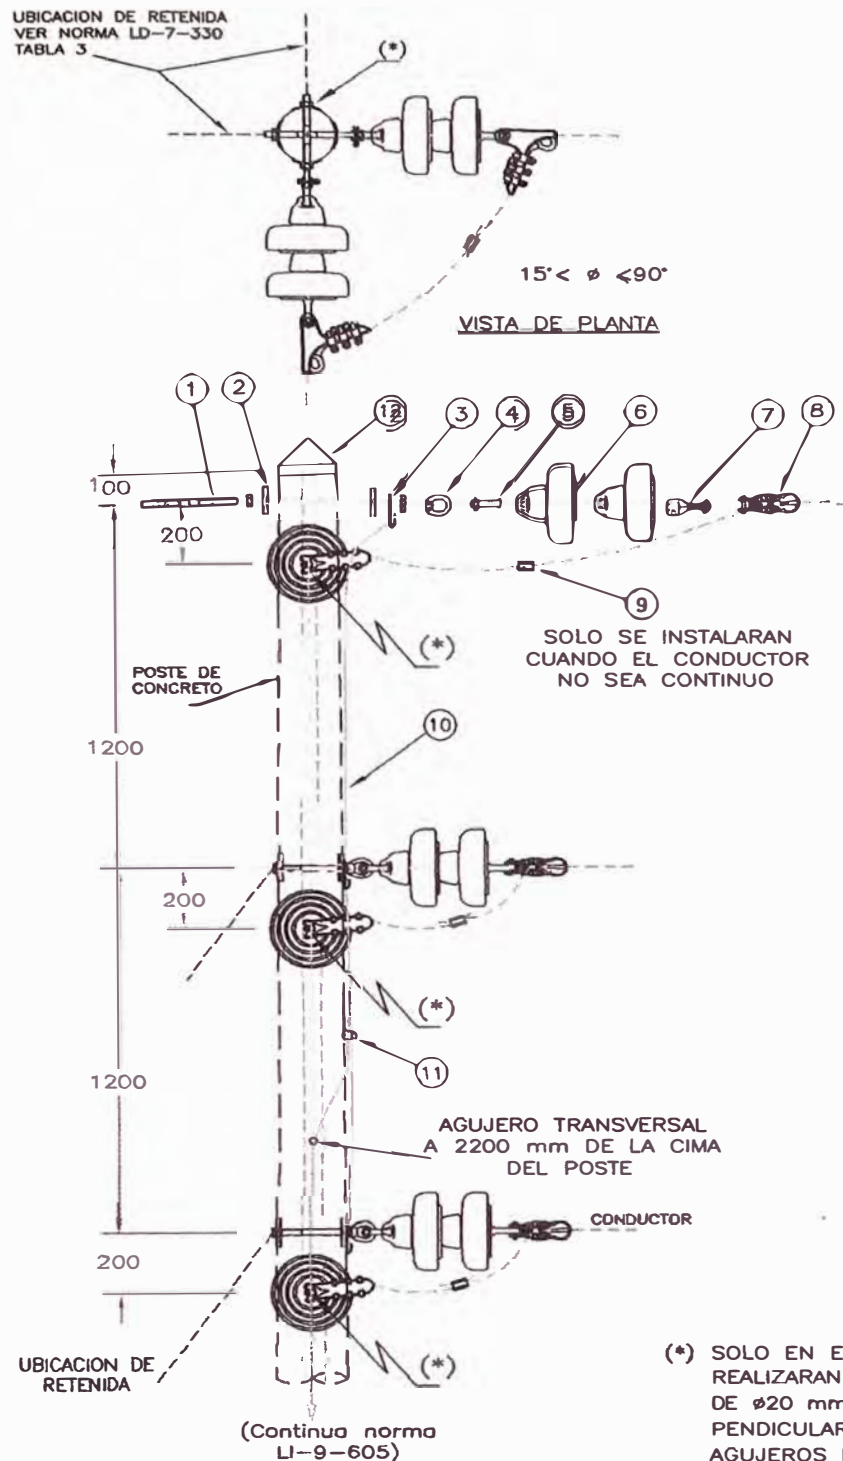 UBICACION DE RETENIDA
VER NORMA LD-7-330
TABLA 3
(*)
15°< ø <90°
VISTA DE PLANTA
1
2
12
3
4
5
6
7
8
100
200
9
(*)
SOLO SE INSTALARAN
CUANDO EL CONDUCTOR
NO SEA CONTINUO
POSTE DE
CONCRETO
10
1200
200
(*)
11
1200
AGUJERO TRANSVERSAL
A 2200 mm DE LA CIMA
DEL POSTE
CONDUCTOR
200
(*)
UBICACION DE
RETENIDA
(*) SOLO EN E
REALIZARAN
DE ø20 mm
PENDICULAR
AGUJEROS
(Continua norma
LI-9-605)